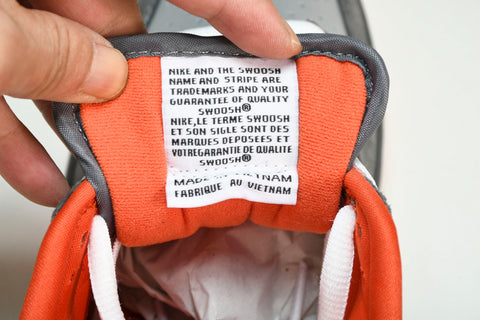 NIKE AND THE SWOOSH
NAME AND STRIPE ARE
TRADEMARKS AND YOUR
GUARANTEE OF QUALITY
SWOOSH®
NIKE,LE TERME SWOOSH
ET SON SIGLE SONT DES
MARQUES DEPOSÉES ET
VOTREGARANTIE DE QUALITE
SWOOSH®
MADE IN VIETNAM
FABRIQUE AU VIETNAM